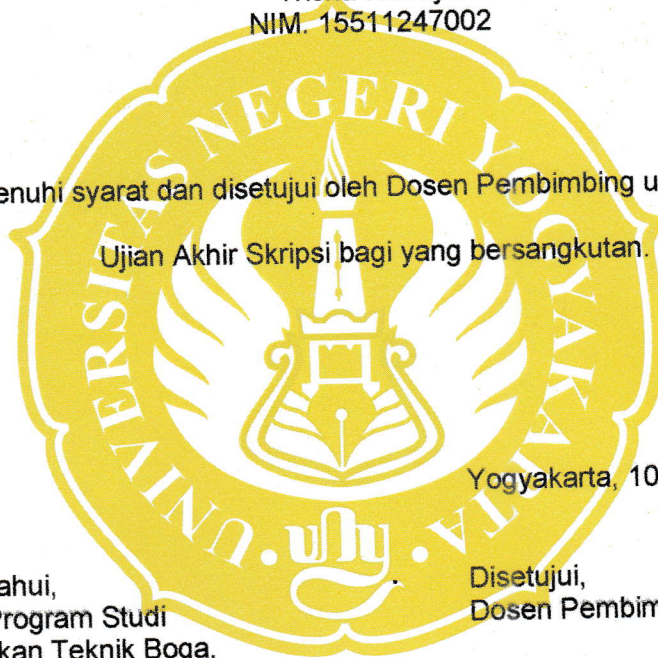 NIM. 15511247002
UNIVERSITAS NEGERI YOGYAKARTA
enuhi syarat dan disetujui oleh Dosen Pembimbing u
Ujian Akhir Skripsi bagi yang bersangkutan.
Yogyakarta, 10
uny
ahui,
Program Studi
kan Teknik Boga,
Disetujui,
Dosen Pembim